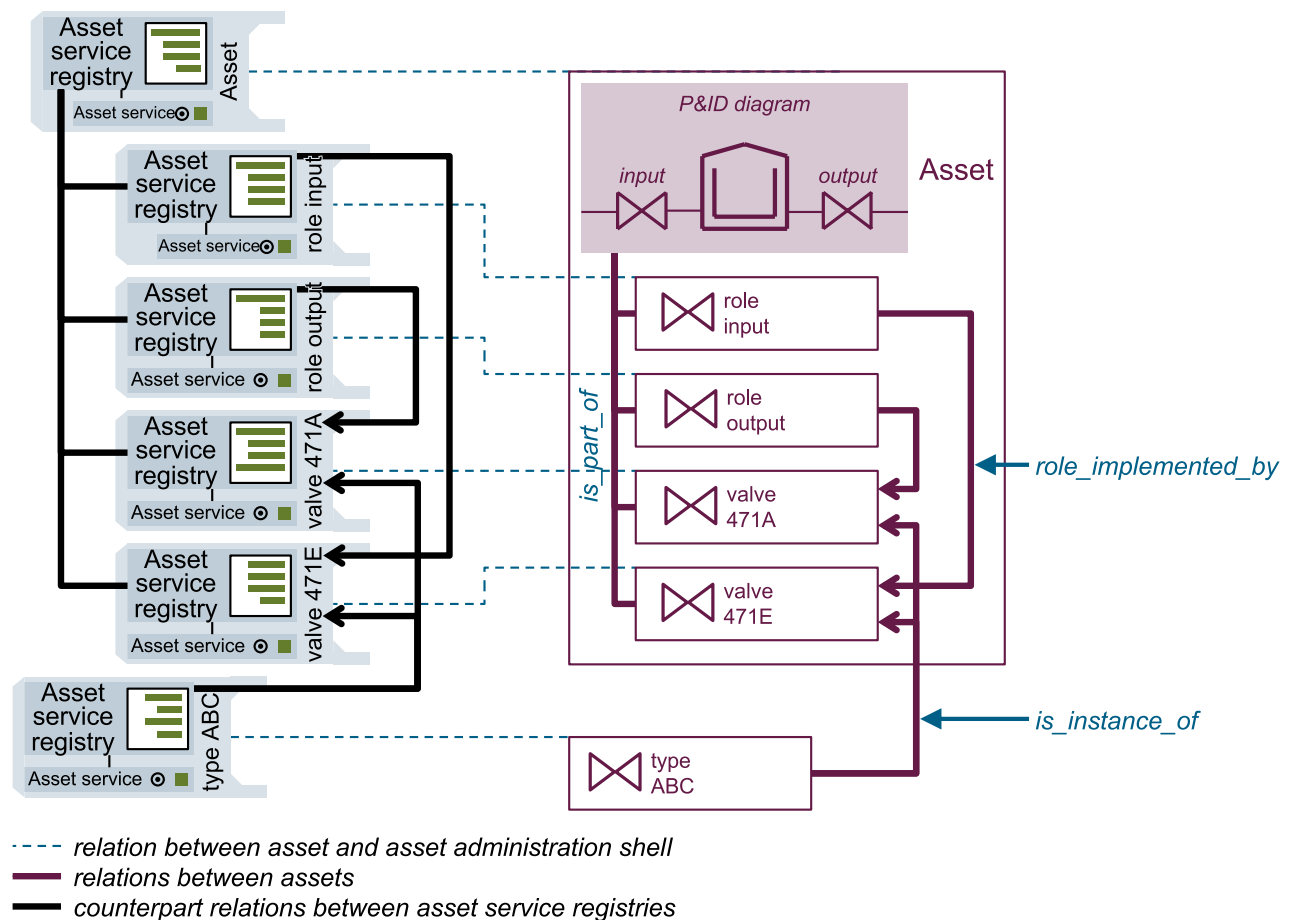 Asset
service
registry
Asset service
Asset
Asset
service
registry
Asset service
role input
Asset
service
registry
Asset service
role output
Asset
service
registry
Asset service
valve 471A
Asset
service
registry
Asset service
valve 471E
Asset
service
registry
Asset service
type ABC
P&ID diagram
input
output
Asset
role
input
role
output
valve
471A
valve
471E
is_part_of
type
ABC
role_implemented_by
is_instance_of
relation between asset and asset administration shell
relations between assets
counterpart relations between asset service registries